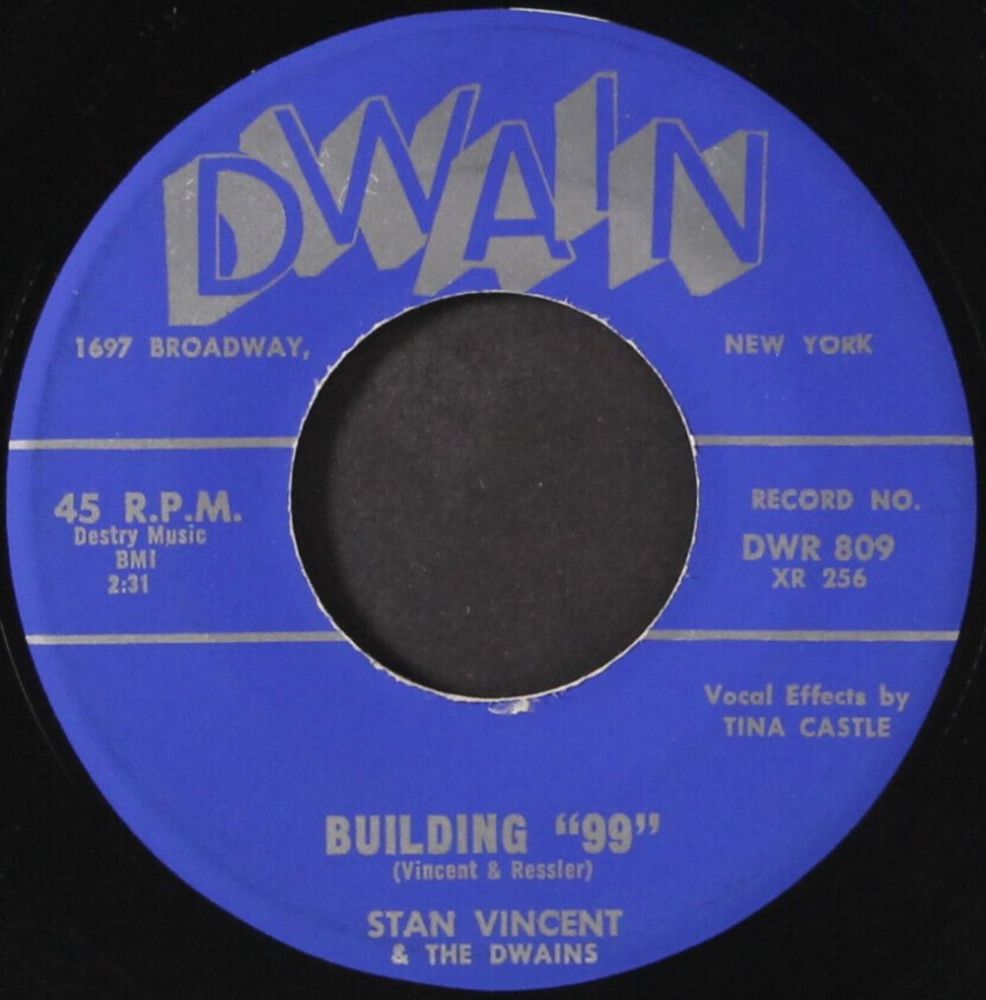 DWAIN
1697 BROADWAY,
NEW YORK
45 R.P.M.
Destry Music
BMI
2:31
RECORD NO.
DWR 809
XR 256
Vocal Effects by
TINA CASTLE
BUILDING “99”
(Vincent & Ressler)
STAN VINCENT
& THE DWAINS